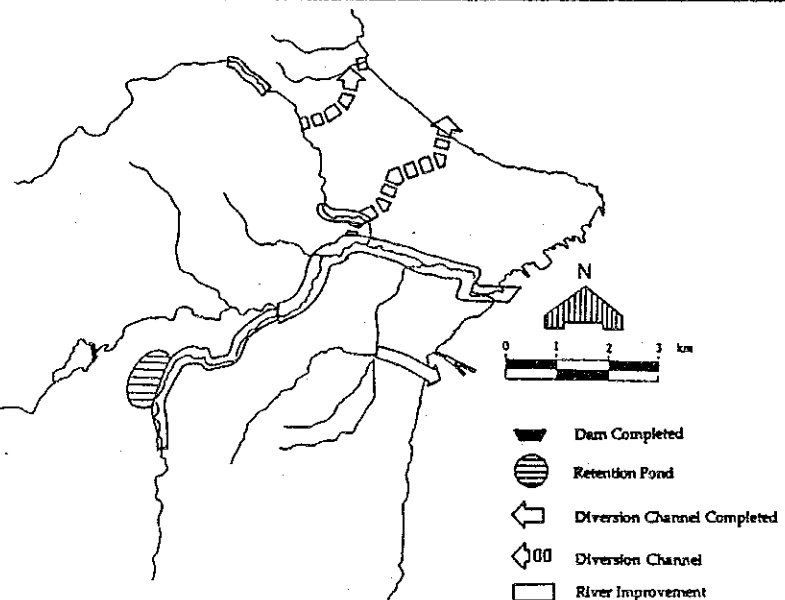 N
0 1 2 3 km
Dam Completed
Retention Pond
Diversion Channel Completed
Diversion Channel
River Improvement